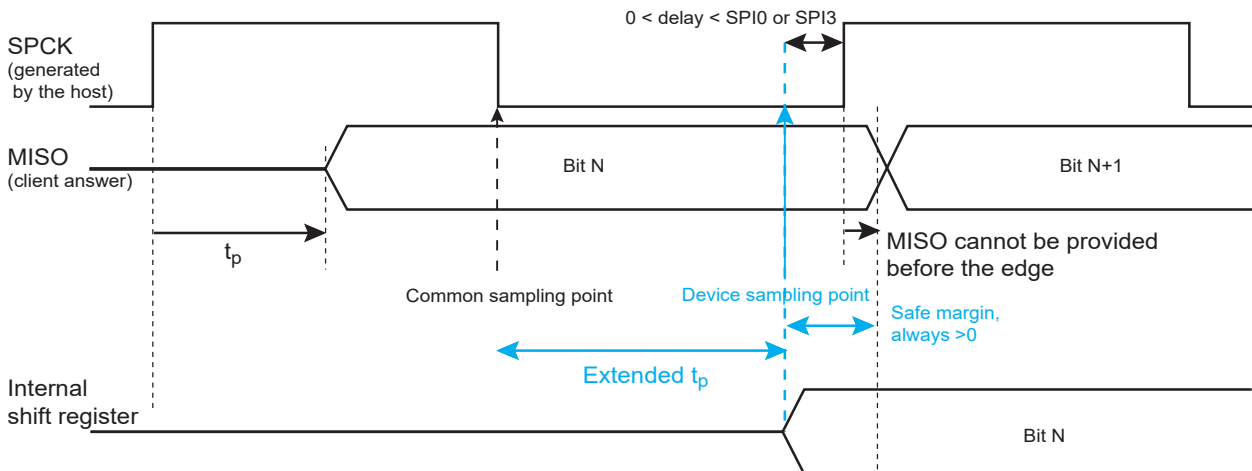 0 < delay < SPI0 or SPI3
SPCK
(generated
by the host)
MISO
(client answer)
Bit N
Bit N+1
tp
MISO cannot be provided
before the edge
Common sampling point
Device sampling point
Safe margin,
always >0
Extended tp
Internal
shift register
Bit N